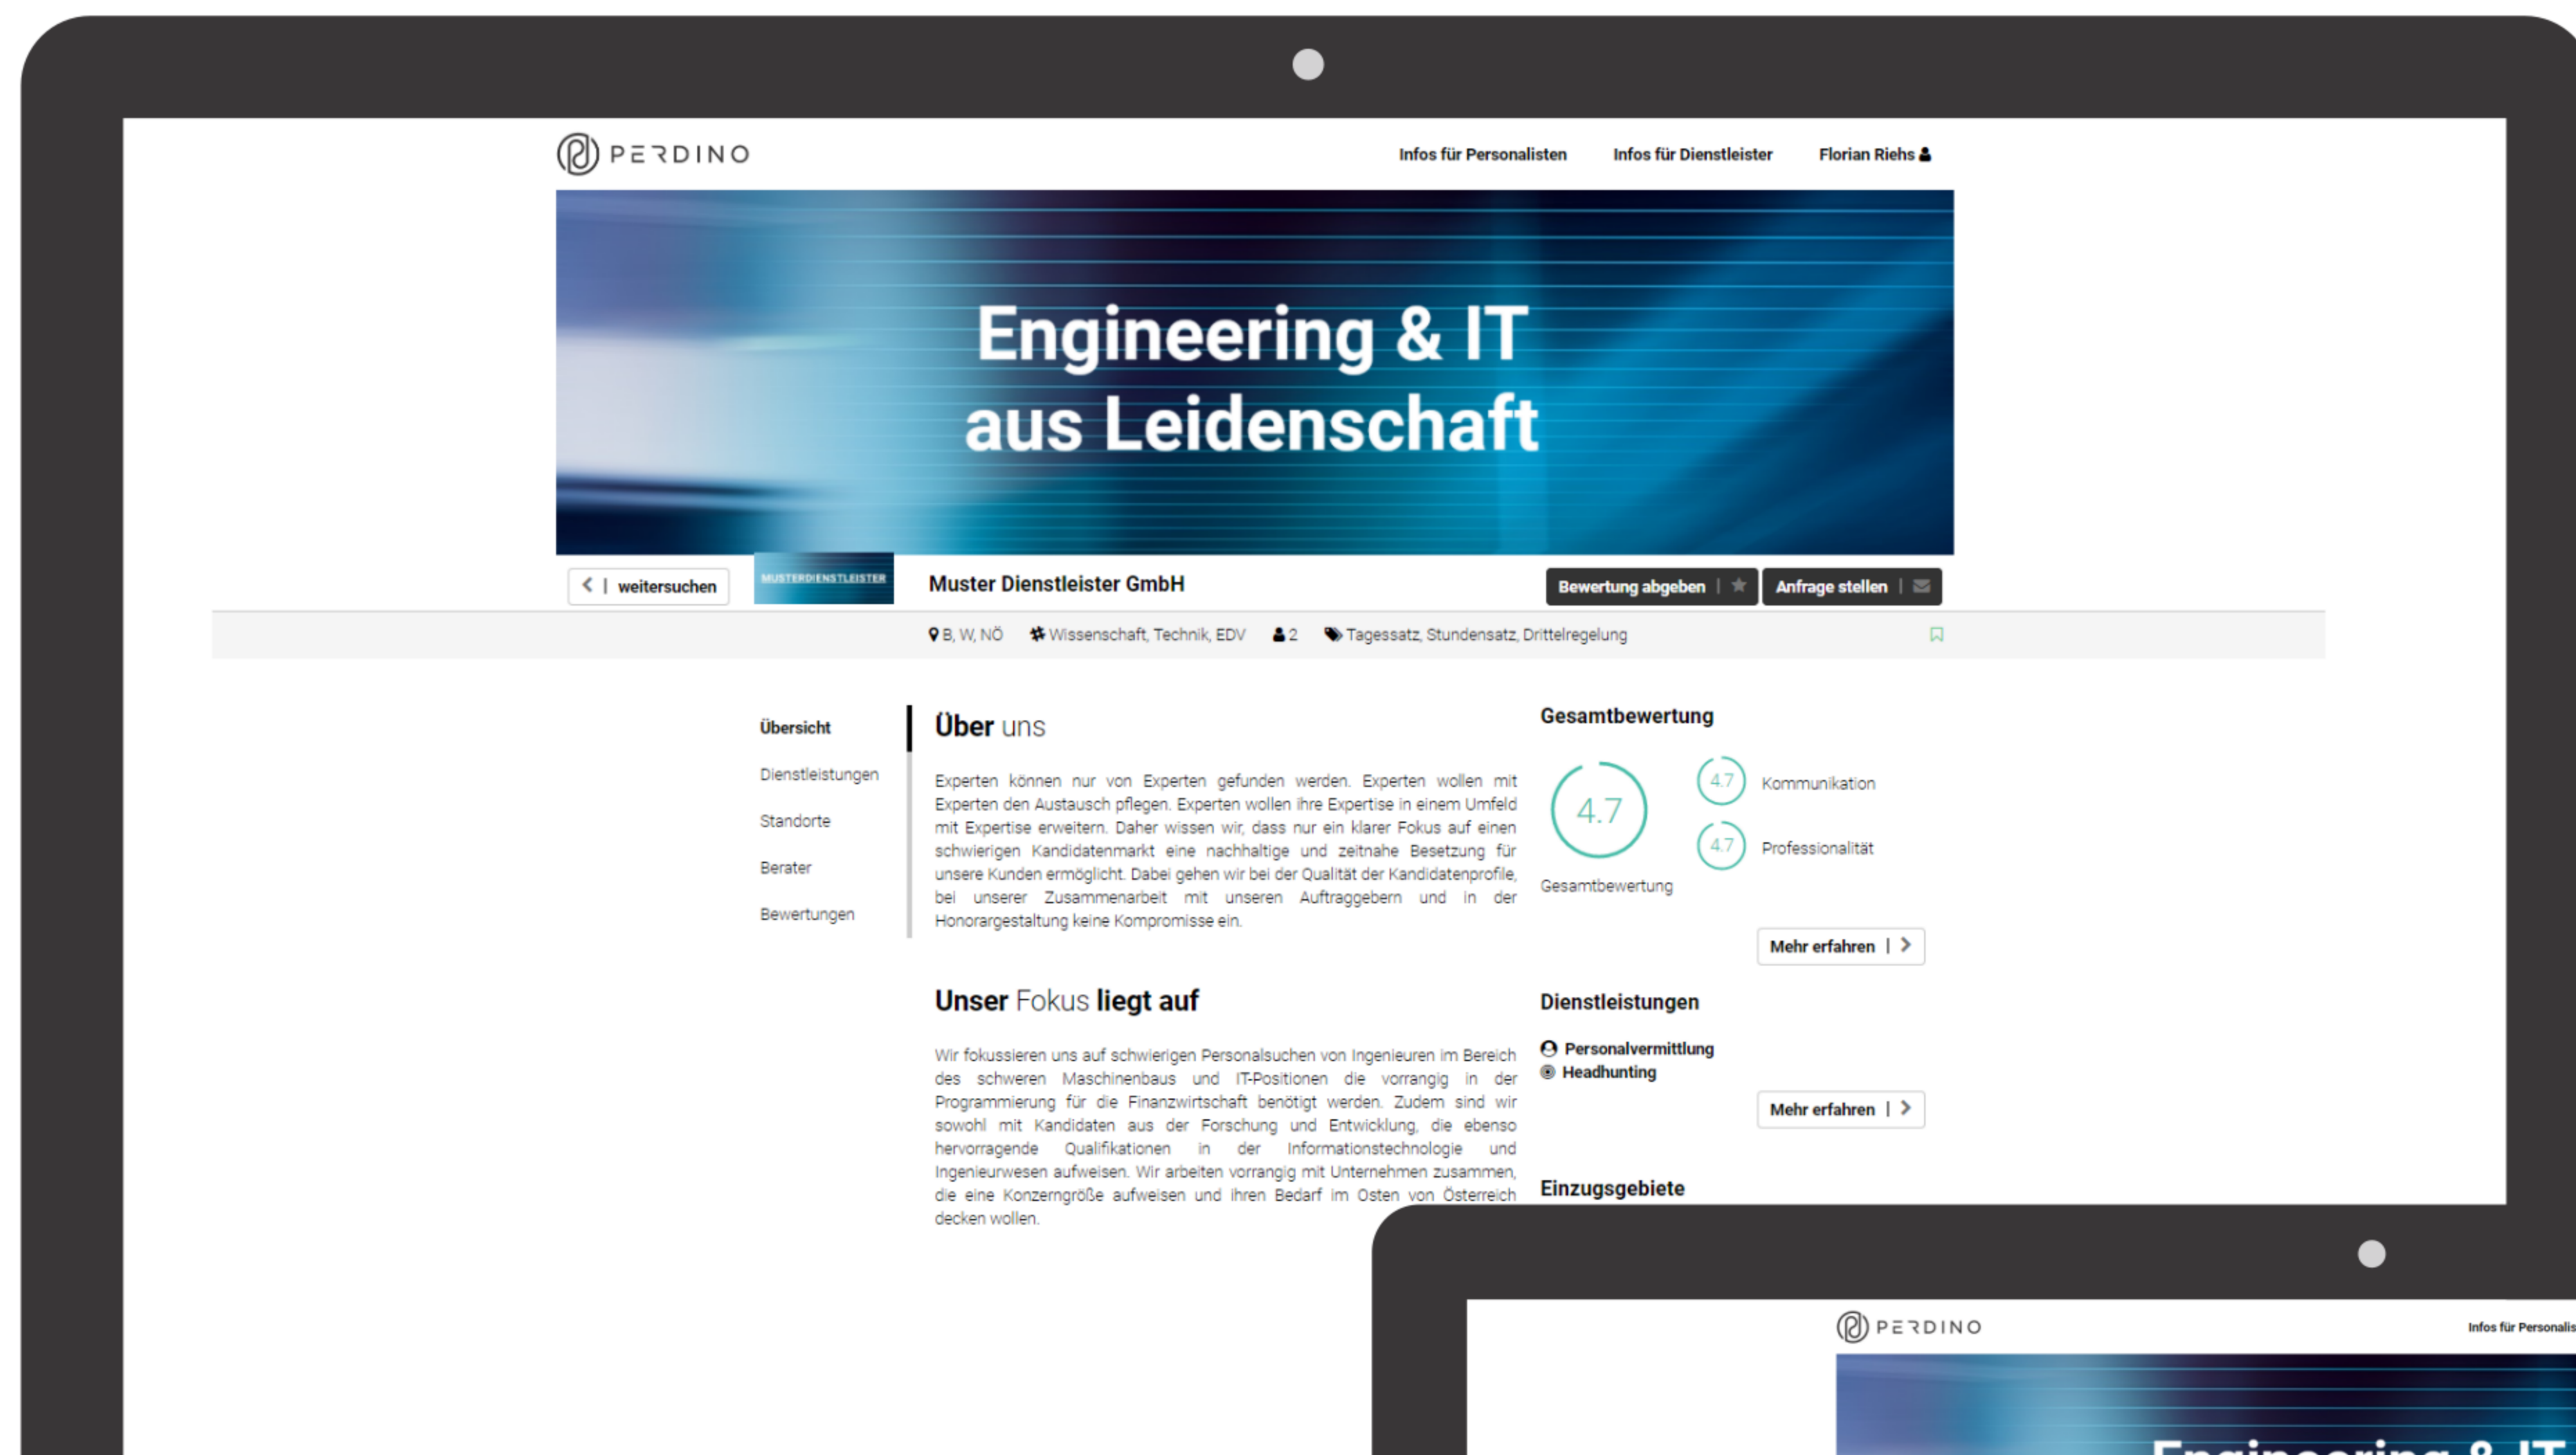 PERDINO
Infos für Personalisten Infos für Dienstleister Florian Riehs
Engineering & IT
aus Leidenschaft
weitersuchen
MUSTERDIENSTLEISTER
Muster Dienstleister GmbH
Bewertung abgeben | Anfrage stellen |
B, W, NÖ Wissenschaft, Technik, EDV 2 Tagessatz, Stundensatz, Drittelregelung
Übersicht
Dienstleistungen
Standorte
Berater
Bewertungen
Über uns
Experten können nur von Experten gefunden werden. Experten wollen mit
Experten den Austausch pflegen. Experten wollen ihre Expertise in einem Umfeld
mit Expertise erweitern. Daher wissen wir, dass nur ein klarer Fokus auf einen
schwierigen Kandidatenmarkt eine nachhaltige und zeitnahe Besetzung für
unsere Kunden ermöglicht. Dabei gehen wir bei der Qualität der Kandidatenprofile,
bei unserer Zusammenarbeit mit unseren Auftraggebern und in der
Honorargestaltung keine Kompromisse ein.
Unser Fokus liegt auf
Wir fokussieren uns auf schwierigen Personalsuchen von Ingenieuren im Bereich
des schweren Maschinenbaus und IT-Positionen die vorrangig in der
Programmierung für die Finanzwirtschaft benötigt werden. Zudem sind wir
sowohl mit Kandidaten aus der Forschung und Entwicklung, die ebenso
hervorragende Qualifikationen in der Informationstechnologie und
Ingenieurwesen aufweisen. Wir arbeiten vorrangig mit Unternehmen zusammen,
die eine Konzerngröße aufweisen und ihren Bedarf im Osten von Österreich
decken wollen.
Gesamtbewertung
4.7
4.7 Kommunikation
4.7 Professionalität
Gesamtbewertung
Mehr erfahren |
Dienstleistungen
Personalvermittlung
Headhunting
Mehr erfahren |
Einzugsgebiete
PERDINO
Infos für Personalis
Engineering & IT